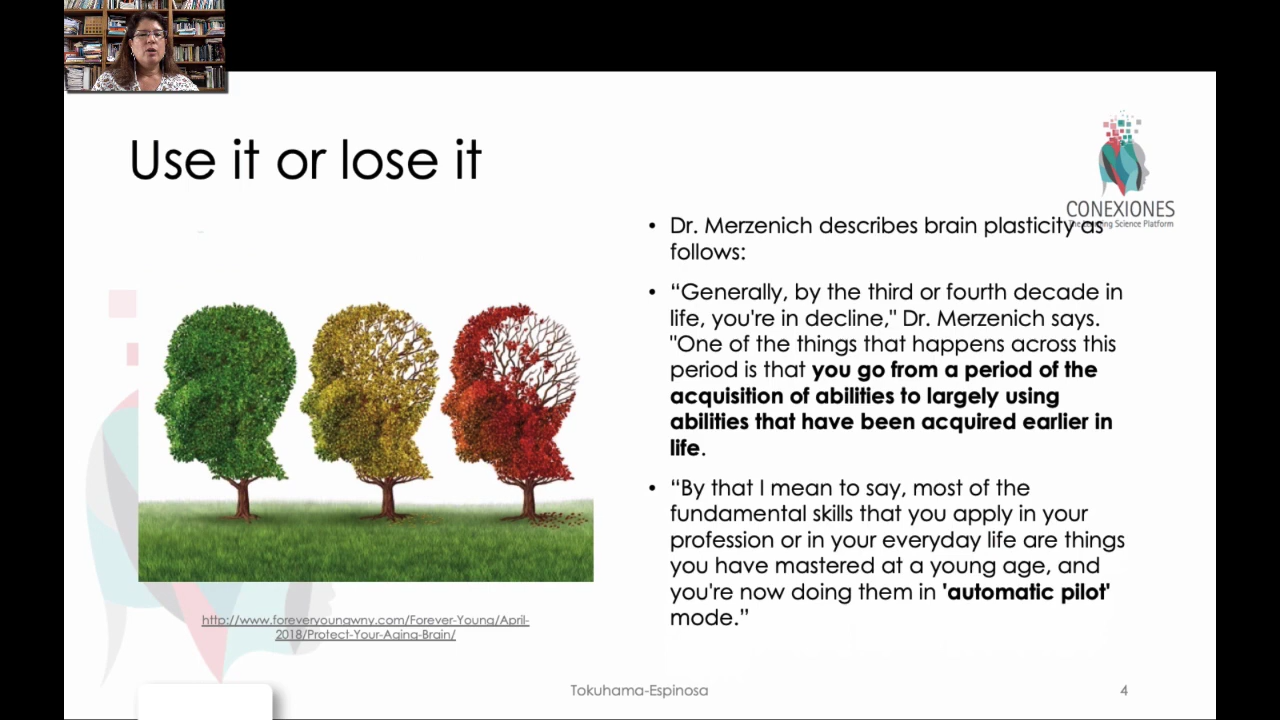 Use it or lose it
CONEXIONES
The Learning Science Platform
• Dr. Merzenich describes brain plasticity as
follows:
• “Generally, by the third or fourth decade in
life, you're in decline," Dr. Merzenich says.
"One of the things that happens across this
period is that you go from a period of the
acquisition of abilities to largely using
abilities that have been acquired earlier in
life.
• “By that I mean to say, most of the
fundamental skills that you apply in your
profession or in your everyday life are things
you have mastered at a young age, and
you're now doing them in 'automatic pilot'
mode.”
http://www.foreveryoungwny.com/Forever-Young/April-
2018/Protect-Your-Aging-Brain/
Tokuhama-Espinosa
4